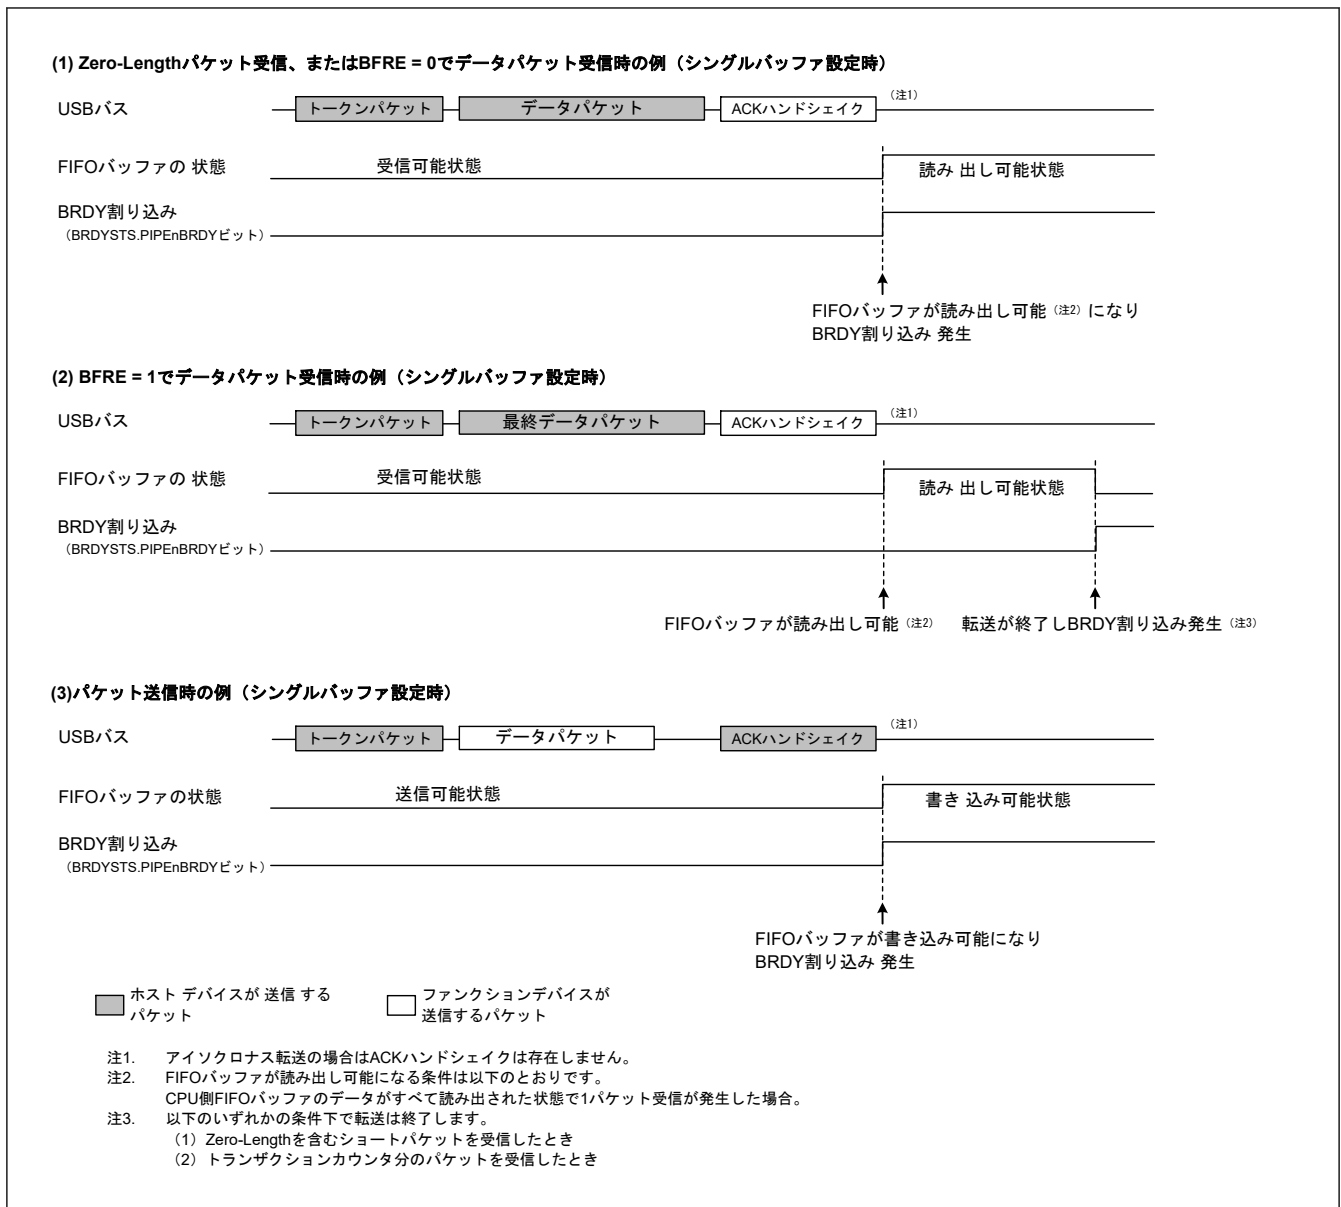 (1) Zero-Lengthパケット受信、またはBFRE = 0でデータパケット受信時の例（シングルバッファ設定時）
USBバス
トークンパケット
データパケット
ACKハンドシェイク
（注1）
FIFOバッファの 状態
受信可能状態
読み 出し可能状態
BRDY割り込み
（BRDYSTS.PIPEnBRDYビット）
FIFOバッファが読み出し可能（注2）になり
BRDY割り込み 発生
(2) BFRE = 1でデータパケット受信時の例（シングルバッファ設定時）
USBバス
トークンパケット
最終データパケット
ACKハンドシェイク
（注1）
FIFOバッファの 状態
受信可能状態
読み 出し可能状態
BRDY割り込み
（BRDYSTS.PIPEnBRDYビット）
FIFOバッファが読み出し可能（注2）
転送が終了しBRDY割り込み発生（注3）
(3)パケット送信時の例（シングルバッファ設定時）
USBバス
トークンパケット
データパケット
ACKハンドシェイク
（注1）
FIFOバッファの状態
送信可能状態
書き 込み可能状態
BRDY割り込み
（BRDYSTS.PIPEnBRDYビット）
FIFOバッファが書き込み可能になり
BRDY割り込み 発生
ホスト デバイスが 送信 する
パケット
ファンクションデバイスが
送信するパケット
注1. アイソクロナス転送の場合はACKハンドシェイクは存在しません。
注2. FIFOバッファが読み出し可能になる条件は以下のとおりです。
CPU側FIFOバッファのデータがすべて読み出された状態で1パケット受信が発生した場合。
注3. 以下のいずれかの条件下で転送は終了します。
（1）Zero-Lengthを含むショートパケットを受信したとき
（2）トランザクションカウンタ分のパケットを受信したとき